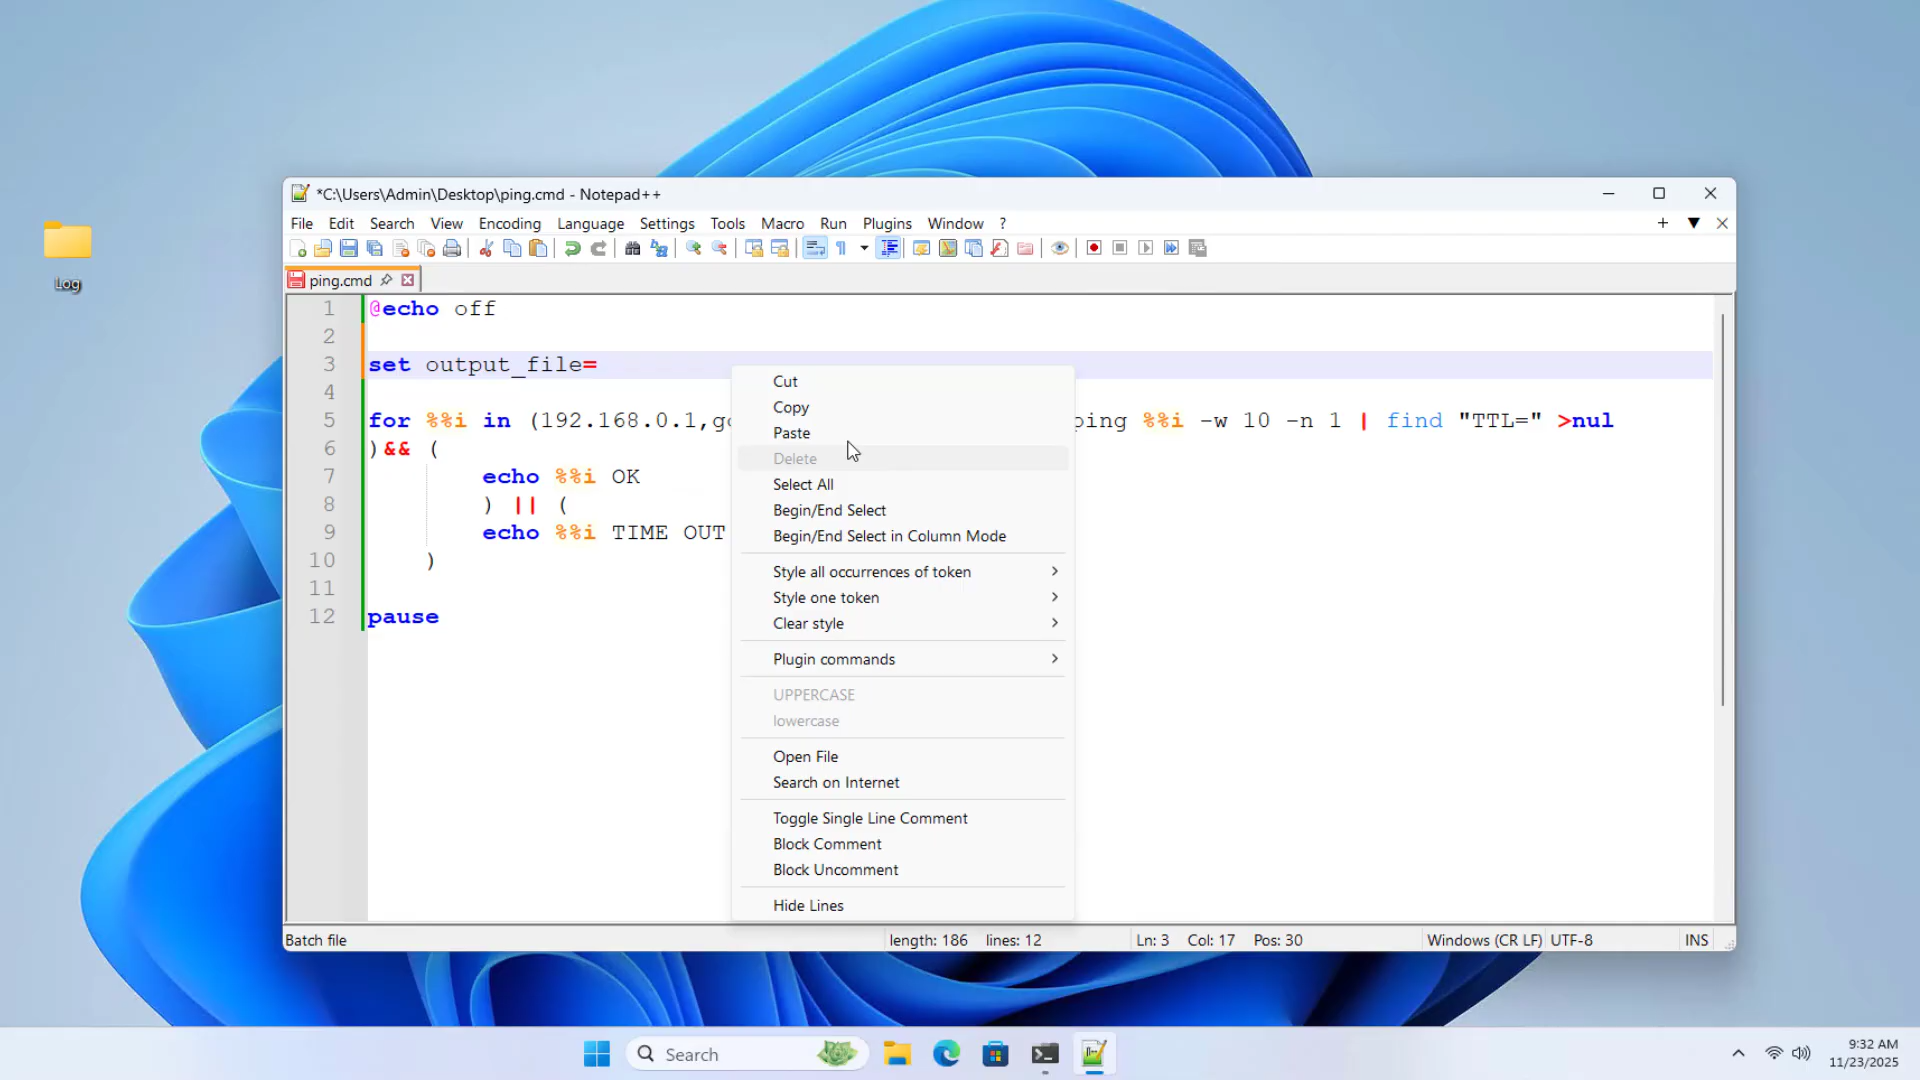 Log
*C:\Users\Admin\Desktop\ping.cmd - Notepad++
File Edit Search View Encoding Language Settings Tools Macro Run Plugins Window ?
ping.cmd
1 @echo off
2
3 set output_file=
4
5 for %%i in (192.168.0.1,go ping %%i -w 10 -n 1 | find "TTL=" >nul
6 )&& (
7 echo %%i OK
8 ) || (
9 echo %%i TIME OUT
10 )
11
12 pause
Cut
Copy
Paste
Delete
Select All
Begin/End Select
Begin/End Select in Column Mode
Style all occurrences of token
Style one token
Clear style
Plugin commands
UPPERCASE
lowercase
Open File
Search on Internet
Toggle Single Line Comment
Block Comment
Block Uncomment
Hide Lines
Batch file length: 186 lines: 12 Ln: 3 Col: 17 Pos: 30 Windows (CR LF) UTF-8 INS
Search
9:32 AM
11/23/2025